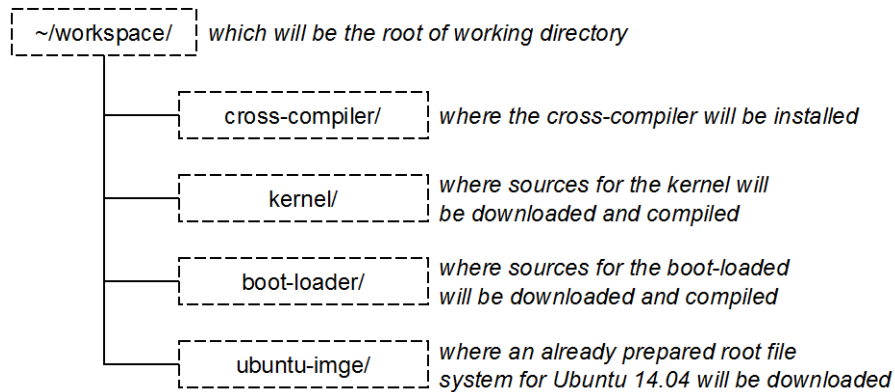 ~/workspace/ which will be the root of working directory
cross-compiler/ where the cross-compiler will be installed
kernel/ where sources for the kernel will
be downloaded and compiled
boot-loader/ where sources for the boot-loaded
will be downloaded and compiled
ubuntu-imge/ where an already prepared root file
system for Ubuntu 14.04 will be downloaded